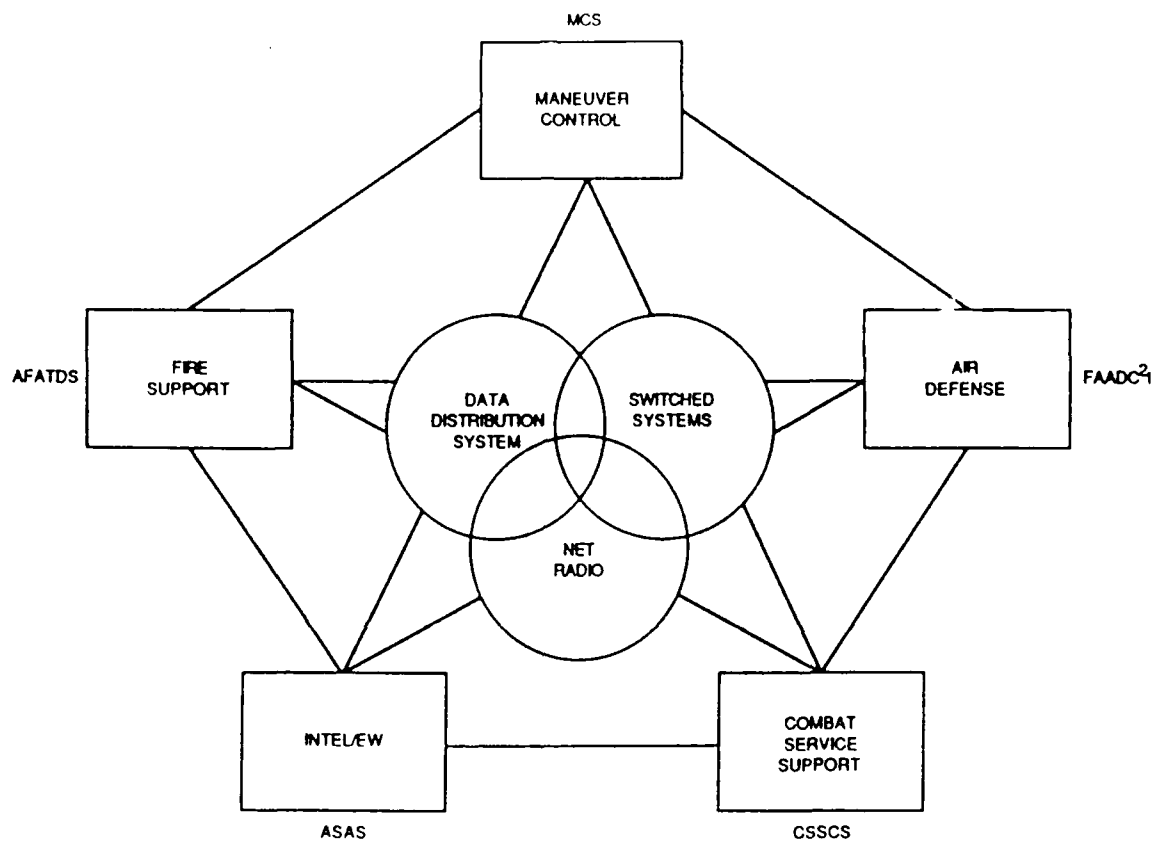 MCS
MANEUVER
CONTROL
AFATDS
FIRE
SUPPORT
DATA
DISTRIBUTION
SYSTEM
SWITCHED
SYSTEMS
AIR
DEFENSE
FAADC²I
NET
RADIO
INTEL/EW
ASAS
COMBAT
SERVICE
SUPPORT
CSSCS